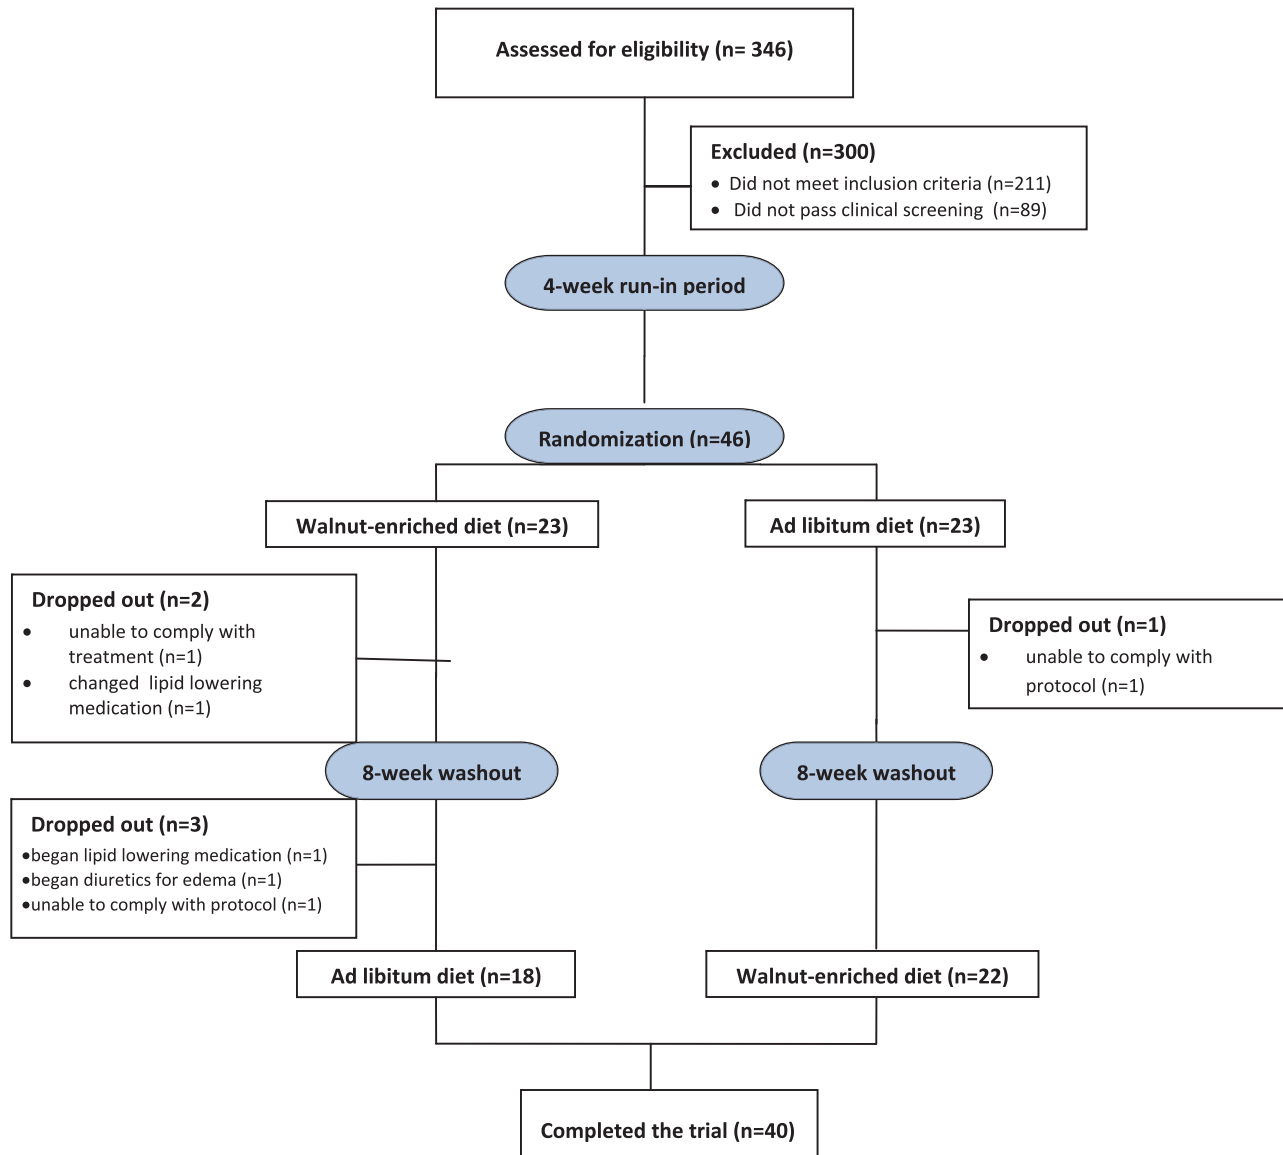 Assessed for eligibility (n= 346)
Excluded (n=300)
• Did not meet inclusion criteria (n=211)
• Did not pass clinical screening (n=89)
4-week run-in period
Randomization (n=46)
Walnut-enriched diet (n=23)
Ad libitum diet (n=23)
Dropped out (n=2)
• unable to comply with
treatment (n=1)
• changed lipid lowering
medication (n=1)
Dropped out (n=1)
• unable to comply with
protocol (n=1)
8-week washout
8-week washout
Dropped out (n=3)
•began lipid lowering medication (n=1)
•began diuretics for edema (n=1)
•unable to comply with protocol (n=1)
Ad libitum diet (n=18)
Walnut-enriched diet (n=22)
Completed the trial (n=40)